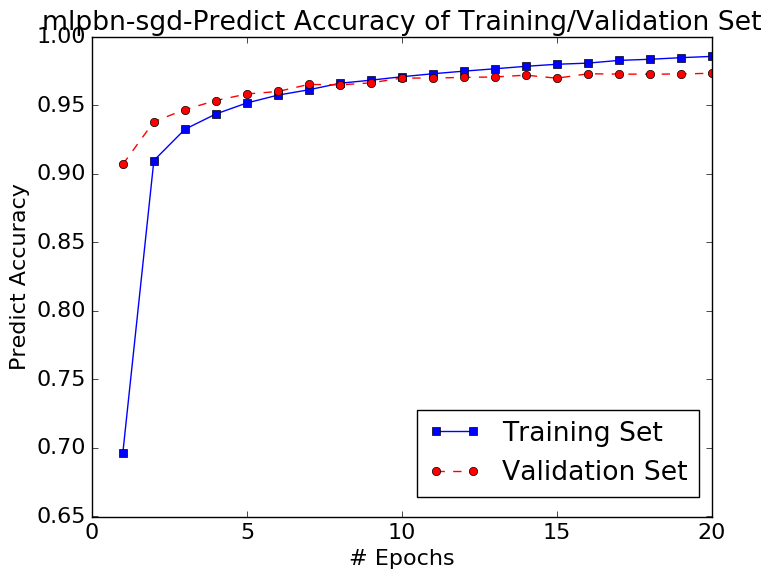 mlpbn-sgd-Predict Accuracy of Training/Validation Set
1.00
0.95
0.90
0.85
0.80
0.75
0.70
0.65
Predict Accuracy
Training Set
Validation Set
0 5 10 15 20
# Epochs